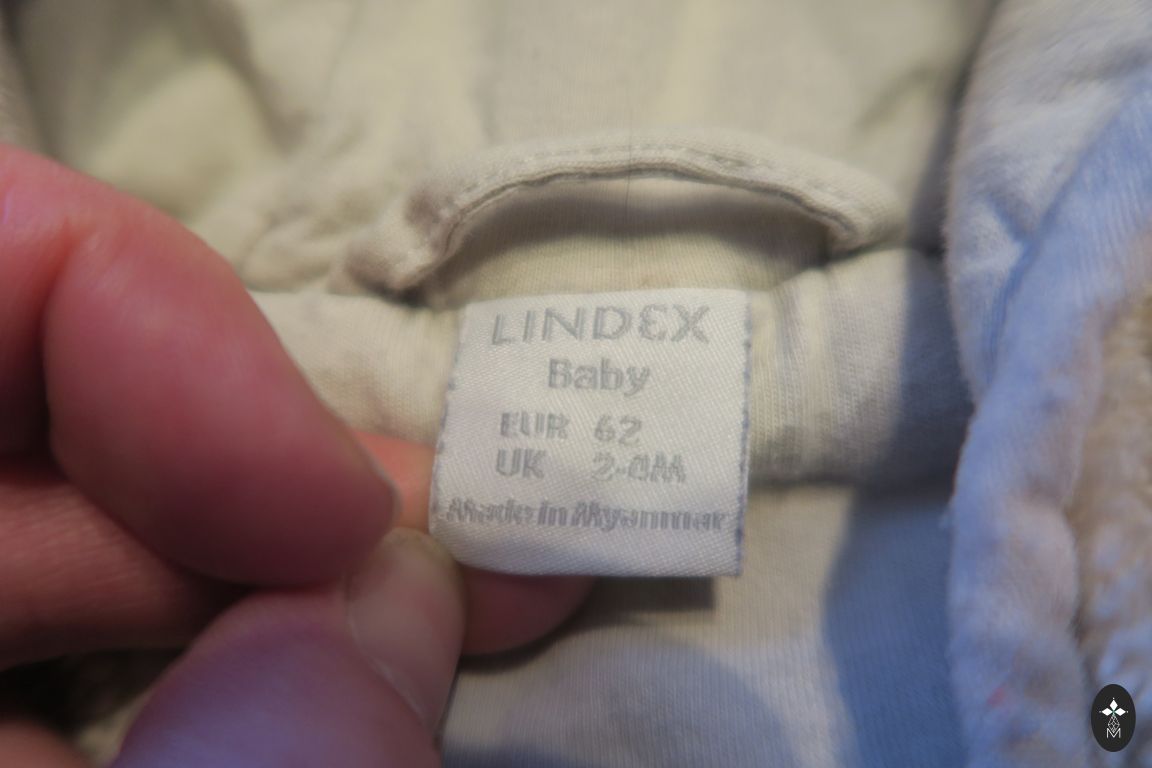 LINDEX
Baby
EUR 62
UK 2-4M
Made in Myanmar
M